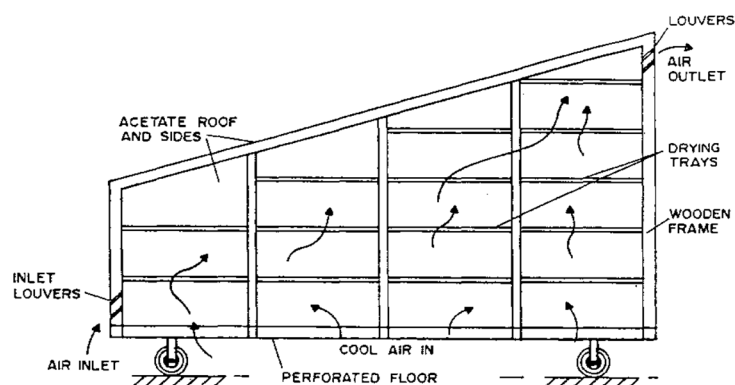 LOUVERS
AIR
OUTLET
ACETATE ROOF
AND SIDES
DRYING
TRAYS
WOODEN
FRAME
INLET
LOUVERS
AIR INLET
COOL AIR IN
PERFORATED FLOOR